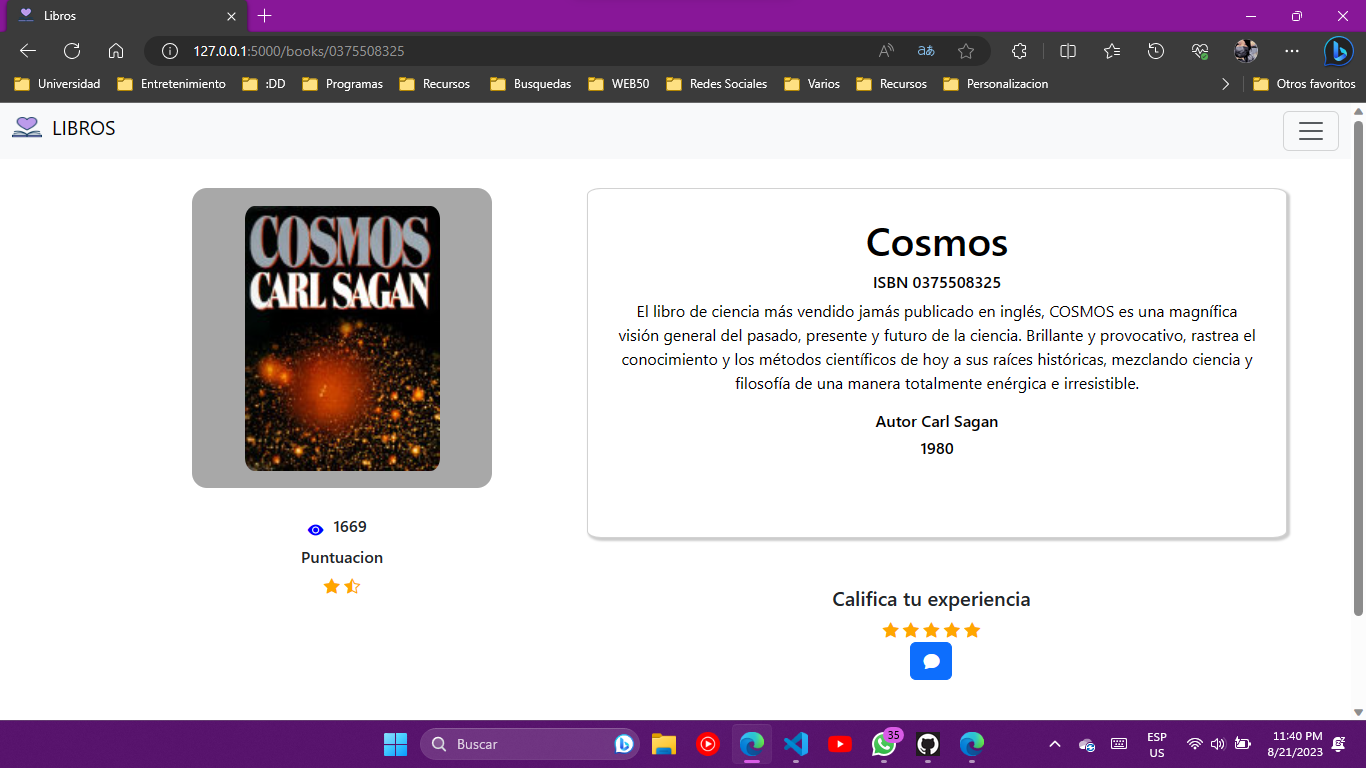 Libros
127.0.0.1:5000/books/0375508325
Universidad
Entretenimiento
:DD
Programas
Recursos
Busquedas
WEB50
Redes Sociales
Varios
Recursos
Personalizacion
Otros favoritos
LIBROS
COSMOS
CARL SAGAN
1669
Puntuacion
Cosmos
ISBN 0375508325
El libro de ciencia más vendido jamás publicado en inglés, COSMOS es una magnífica
visión general del pasado, presente y futuro de la ciencia. Brillante y provocativo, rastrea el
conocimiento y los métodos científicos de hoy a sus raíces históricas, mezclando ciencia y
filosofía de una manera totalmente enérgica e irresistible.
Autor Carl Sagan
1980
Califica tu experiencia
Buscar
35
ESP
US
11:40 PM
8/21/2023